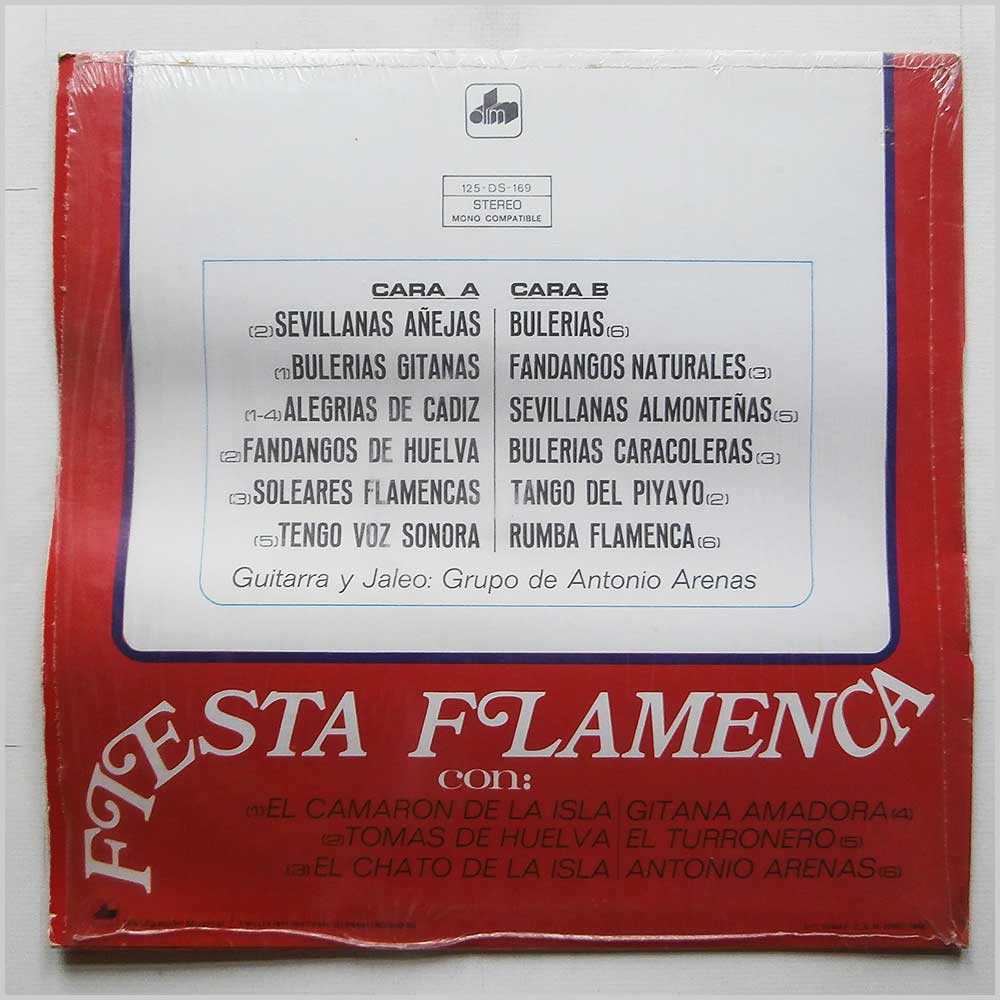 dm
125-DS-169
STEREO
MONO COMPATIBLE
CARA A
(2) SEVILLANAS AÑEJAS
(1) BULERIAS GITANAS
(1-4) ALEGRIAS DE CADIZ
(2) FANDANGOS DE HUELVA
(3) SOLEARES FLAMENCAS
(5) TENGO VOZ SONORA
CARA B
BULERIAS (6)
FANDANGOS NATURALES (3)
SEVILLANAS ALMONTEÑAS (5)
BULERIAS CARACOLERAS (3)
TANGO DEL PIYAYO (2)
RUMBA FLAMENCA (6)
Guitarra y Jaleo: Grupo de Antonio Arenas
FIESTA FLAMENCA
con:
(1) EL CAMARON DE LA ISLA
(2) TOMAS DE HUELVA
(3) EL CHATO DE LA ISLA
GITANA AMADORA (4)
EL TURRONERO (5)
ANTONIO ARENAS (6)